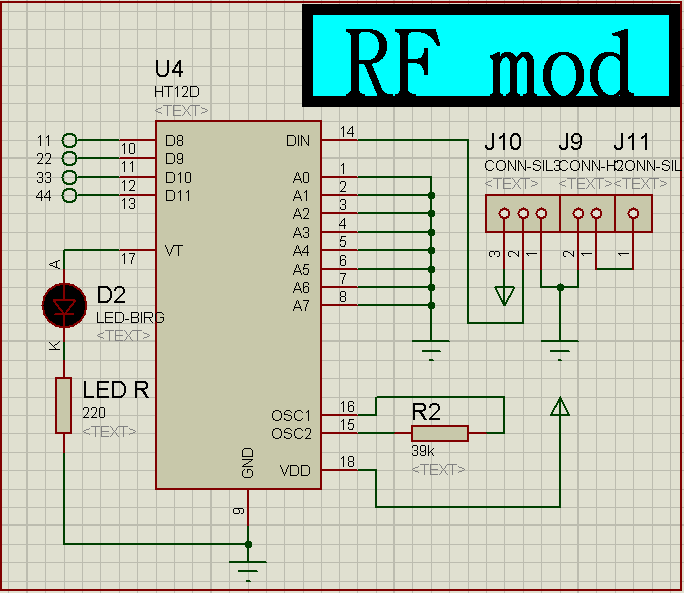 RF mod
U4
HT12D
<TEXT>
J10 J9 J11
CONN-SIL3 CONN-H2 CONN-SIL
<TEXT> <TEXT> <TEXT>
11 10 D8 DIN 14
22 11 D9
33 12 D10 A0 1
44 13 D11 A1 2
A2 3
A3 4
17 VT A4 5
A5 6
A6 7
A7 8
3 2 1 2 1 1
A
D2
LED-BIRG
<TEXT>
K
LED R
220
<TEXT>
OSC1 16
OSC2 15
R2
39k
<TEXT>
GND
VDD 18
9